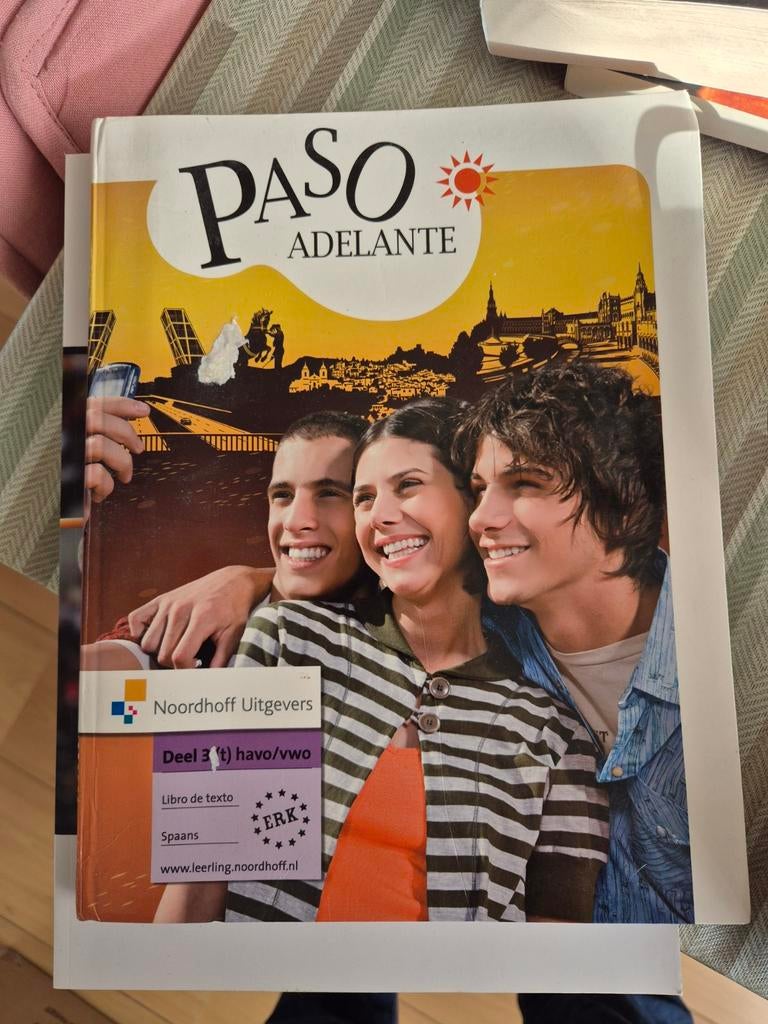 PASO
ADELANTE
Noordhoff Uitgevers
Deel 3(t) havo/vwo
Libro de texto
ERK
Spaans
www.leerling.noordhoff.nl